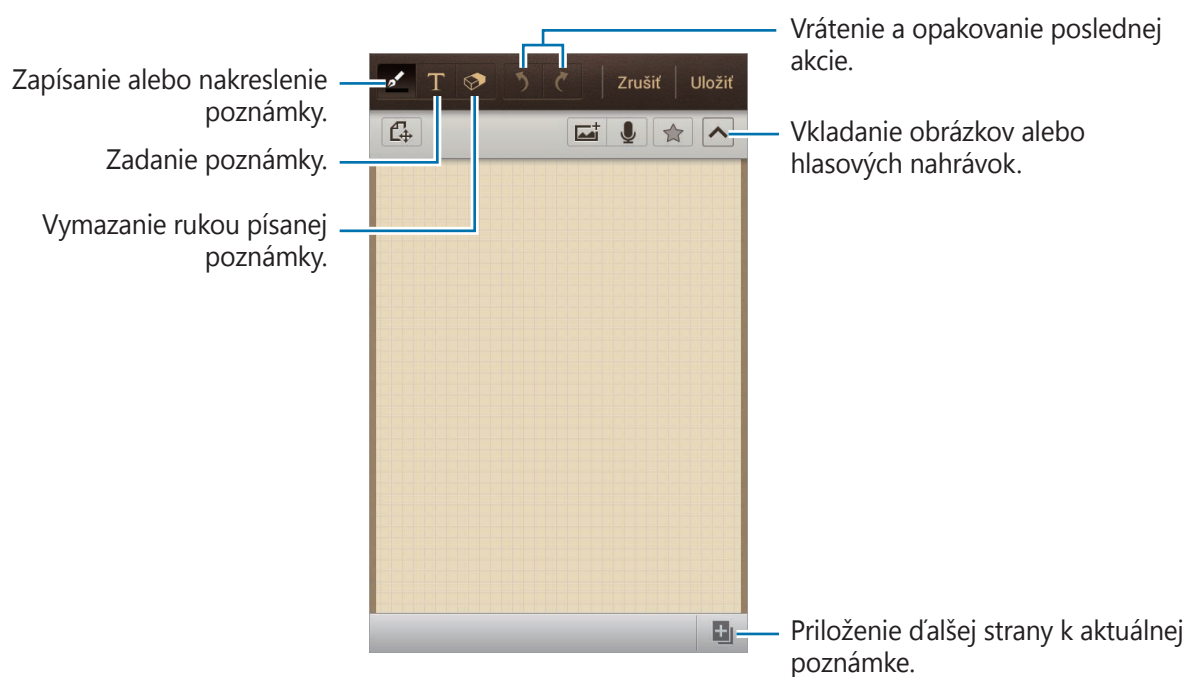 Vrátenie a opakovanie poslednej
akcie.
Zapísanie alebo nakreslenie
poznámky.
T
Zrušiť
Uložiť
Zadanie poznámky.
Vkladanie obrázkov alebo
hlasových nahrávok.
Vymazanie rukou písanej
poznámky.
Priloženie ďalšej strany k aktuálnej
poznámke.